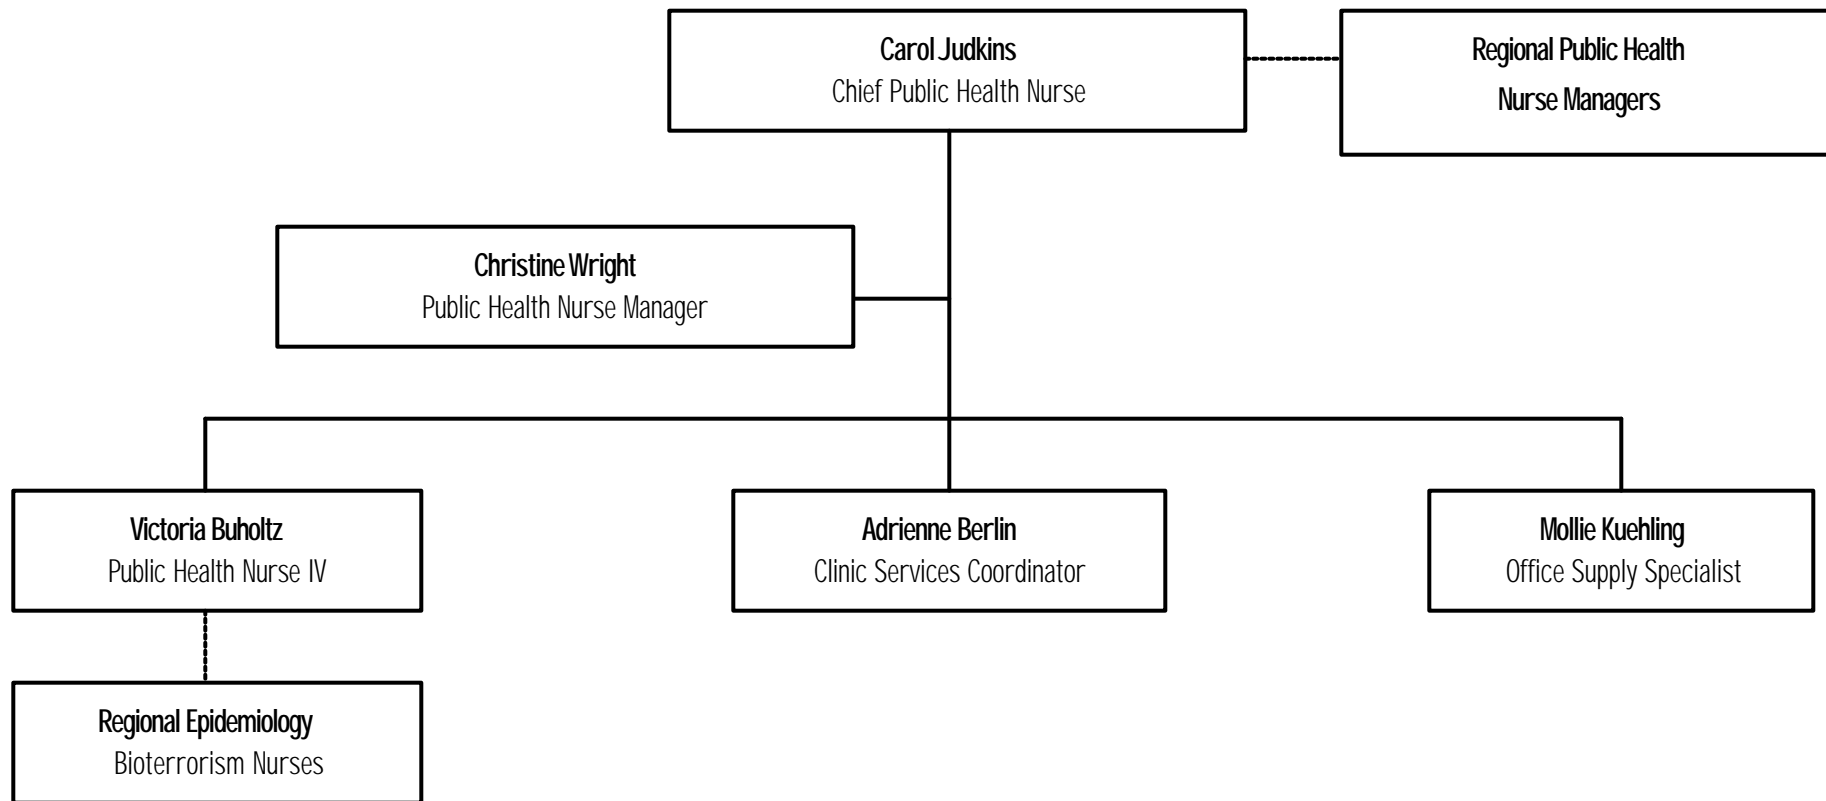 Carol Judkins
Chief Public Health Nurse
Regional Public Health
Nurse Managers
Christine Wright
Public Health Nurse Manager
Victoria Buholtz
Public Health Nurse IV
Adrienne Berlin
Clinic Services Coordinator
Mollie Kuehling
Office Supply Specialist
Regional Epidemiology
Bioterrorism Nurses